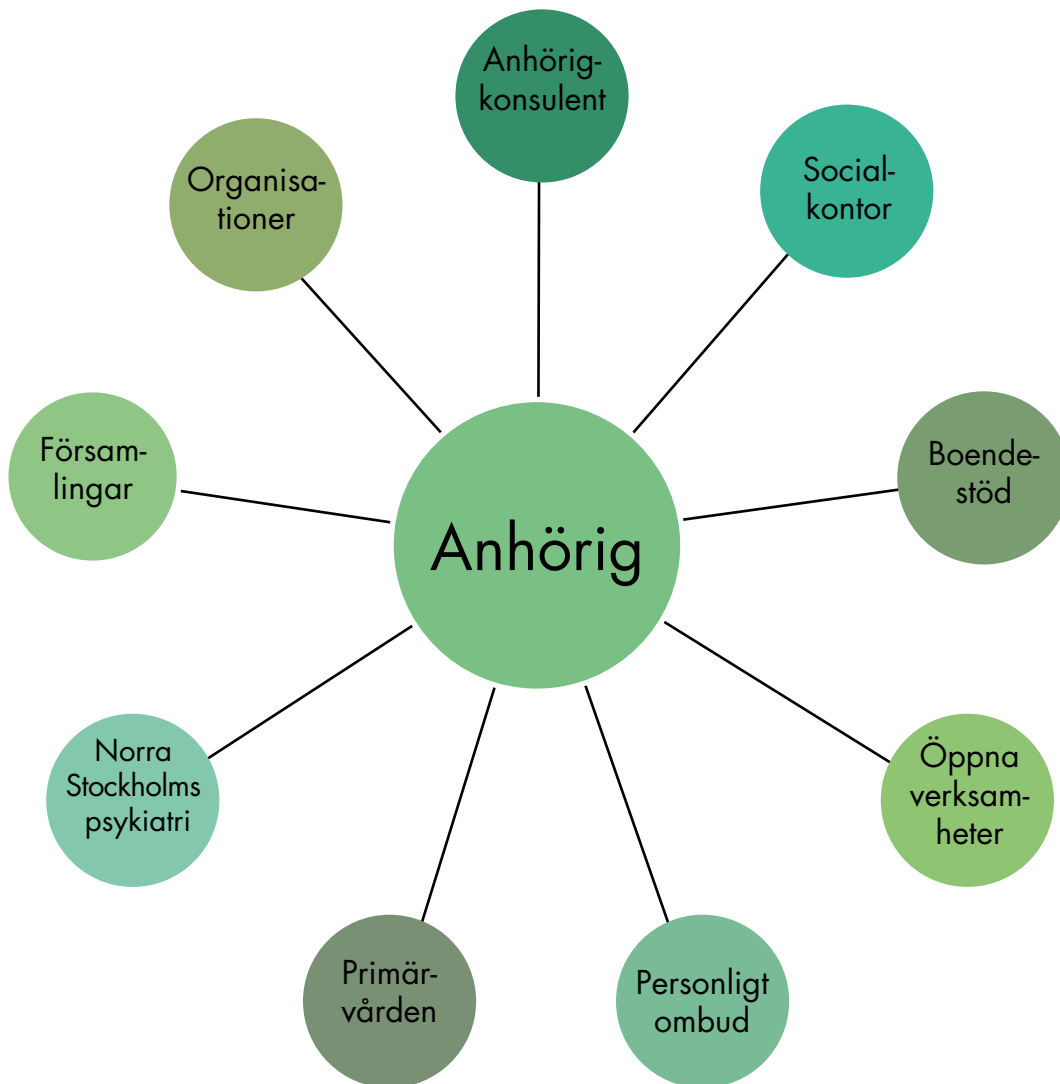 Anhörig-
konsulent
Organisa-
tioner
Social-
kontor
Försam-
lingar
Boende-
stöd
Anhörig
Norra
Stockholms
psykiatri
Öppna
verksam-
heter
Primär-
vården
Personligt
ombud